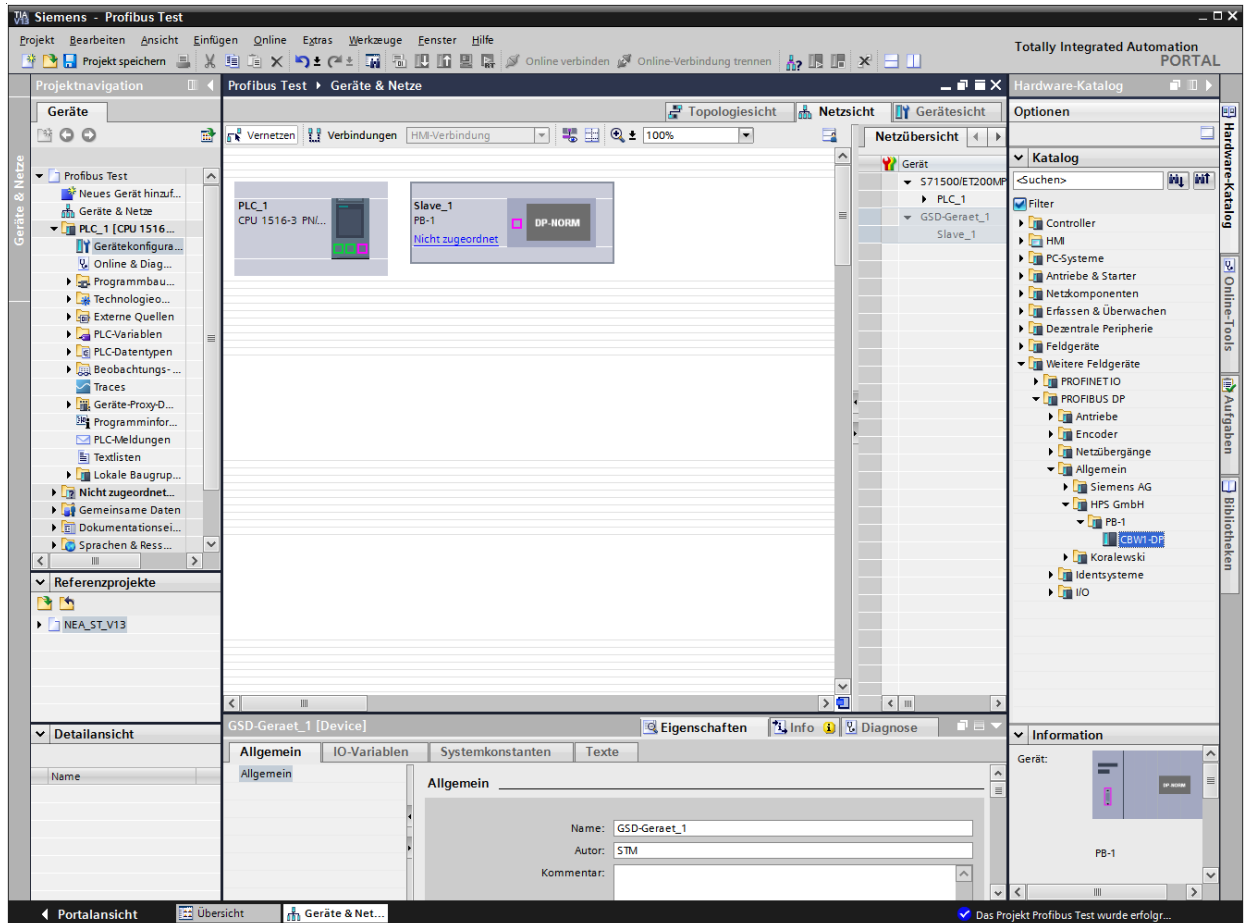 Siemens - Profibus Test
Projekt Bearbeiten Ansicht Einfügen Online Extras Werkzeuge Fenster Hilfe
Projekt speichern
Online verbinden
Online-Verbindung trennen
Totally Integrated Automation
PORTAL
Projektnavigation
Geräte
Geräte & Netze
Profibus Test
Neues Gerät hinzuf...
Geräte & Netze
PLC_1 [CPU 1516...
Gerätekonfigura...
Online & Diag...
Programmbau...
Technologieo...
Externe Quellen
PLC-Variablen
PLC-Datentypen
Beobachtungs-...
Traces
Geräte-Proxy-D...
Programminfor...
PLC-Meldungen
Textlisten
Lokale Baugrup...
Nicht zugeordnet...
Gemeinsame Daten
Dokumentationsei...
Sprachen & Ress...
Referenzprojekte
NEA_ST_V13
Detailansicht
Name
Profibus Test
Geräte & Netze
Topologiesicht
Netzsicht
Gerätesicht
Vernetzen
Verbindungen
HMI-Verbindung
100%
PLC_1
CPU 1516-3 PN/...
Slave_1
PB-1
Nicht zugeordnet
DP-NORM
Netzübersicht
Gerät
S71500/ET200MP
PLC_1
GSD-Geraet_1
Slave_1
GSD-Geraet_1 [Device]
Eigenschaften
Info
Diagnose
Allgemein
IO-Variablen
Systemkonstanten
Texte
Allgemein
Allgemein
Name: GSD-Geraet_1
Autor: STM
Kommentar:
Hardware-Katalog
Optionen
Katalog
<Suchen>
Filter
Controller
HMI
PC-Systeme
Antriebe & Starter
Netzkomponenten
Erfassen & Überwachen
Dezentrale Peripherie
Feldgeräte
Weitere Feldgeräte
PROFINET IO
PROFIBUS DP
Antriebe
Encoder
Netzübergänge
Allgemein
Siemens AG
HPS GmbH
PB-1
CBW1-DP
Koralewski
Identsysteme
I/O
Information
Gerät:
DP-NORM
PB-1
Hardware-Katalog
Online-Tools
Aufgaben
Bibliotheken
Portalansicht
Übersicht
Geräte & Net...
Das Projekt Profibus Test wurde erfolgr...